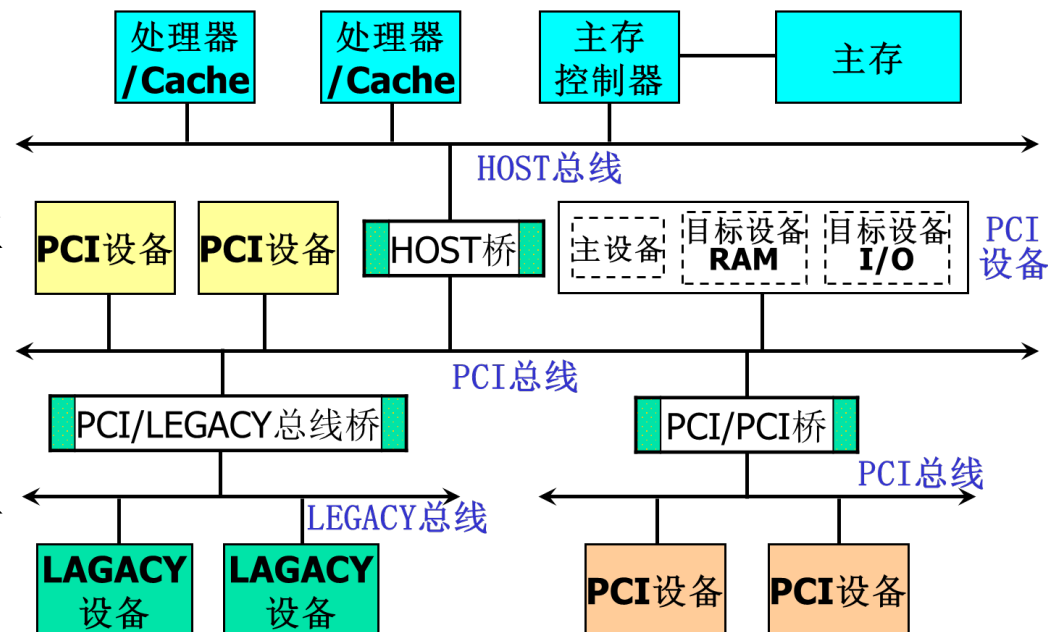 处理器
/Cache
处理器
/Cache
主存
控制器
主存
HOST总线
PCI设备
PCI设备
HOST桥
主设备
目标设备
RAM
目标设备
I/O
PCI
设备
PCI总线
PCI/LEGACY总线桥
PCI/PCI桥
PCI总线
LEGACY总线
LAGACY
设备
LAGACY
设备
PCI设备
PCI设备